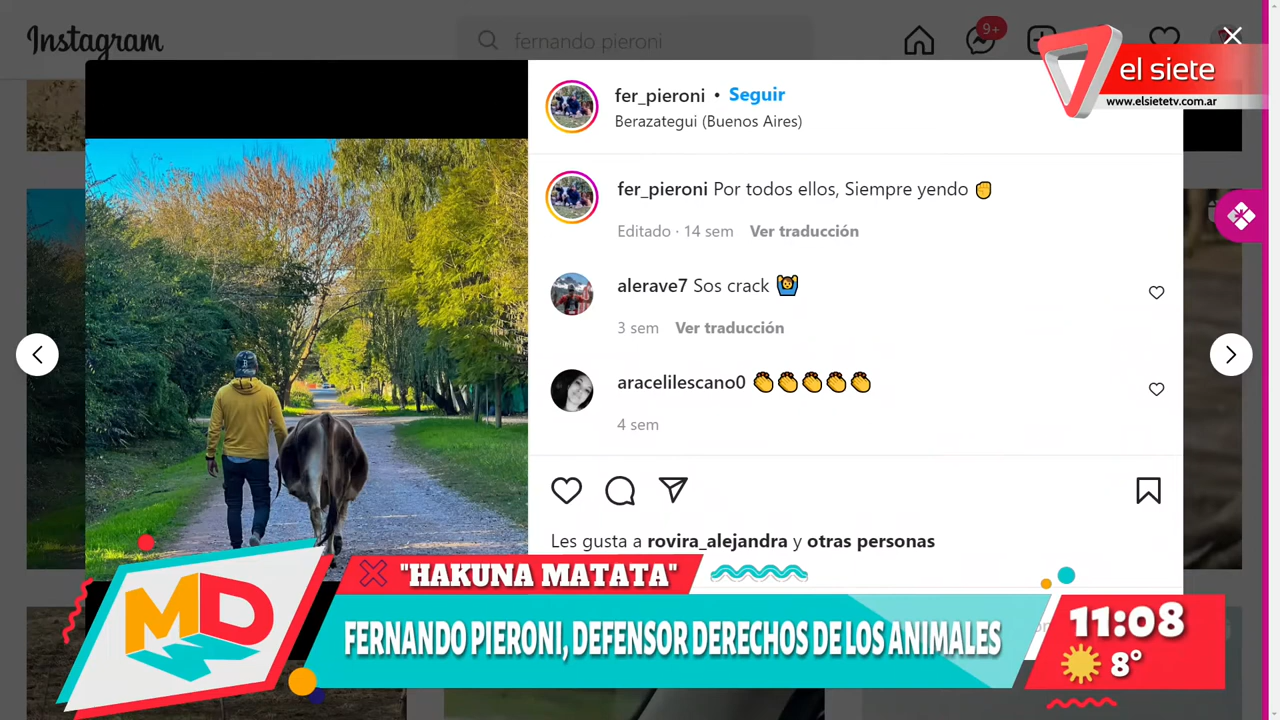 Instagram
fernando pieroni
9+
el siete
www.elsietetv.com.ar
fer_pieroni • Seguir
Berazategui (Buenos Aires)
fer_pieroni Por todos ellos, Siempre yendo
Editado · 14 sem Ver traducción
alerave7 Sos crack
3 sem Ver traducción
aracelilescano0
4 sem
Les gusta a rovira_alejandra y otras personas
"HAKUNA MATATA"
MD
FERNANDO PIERONI, DEFENSOR DERECHOS DE LOS ANIMALES
11:08
8°